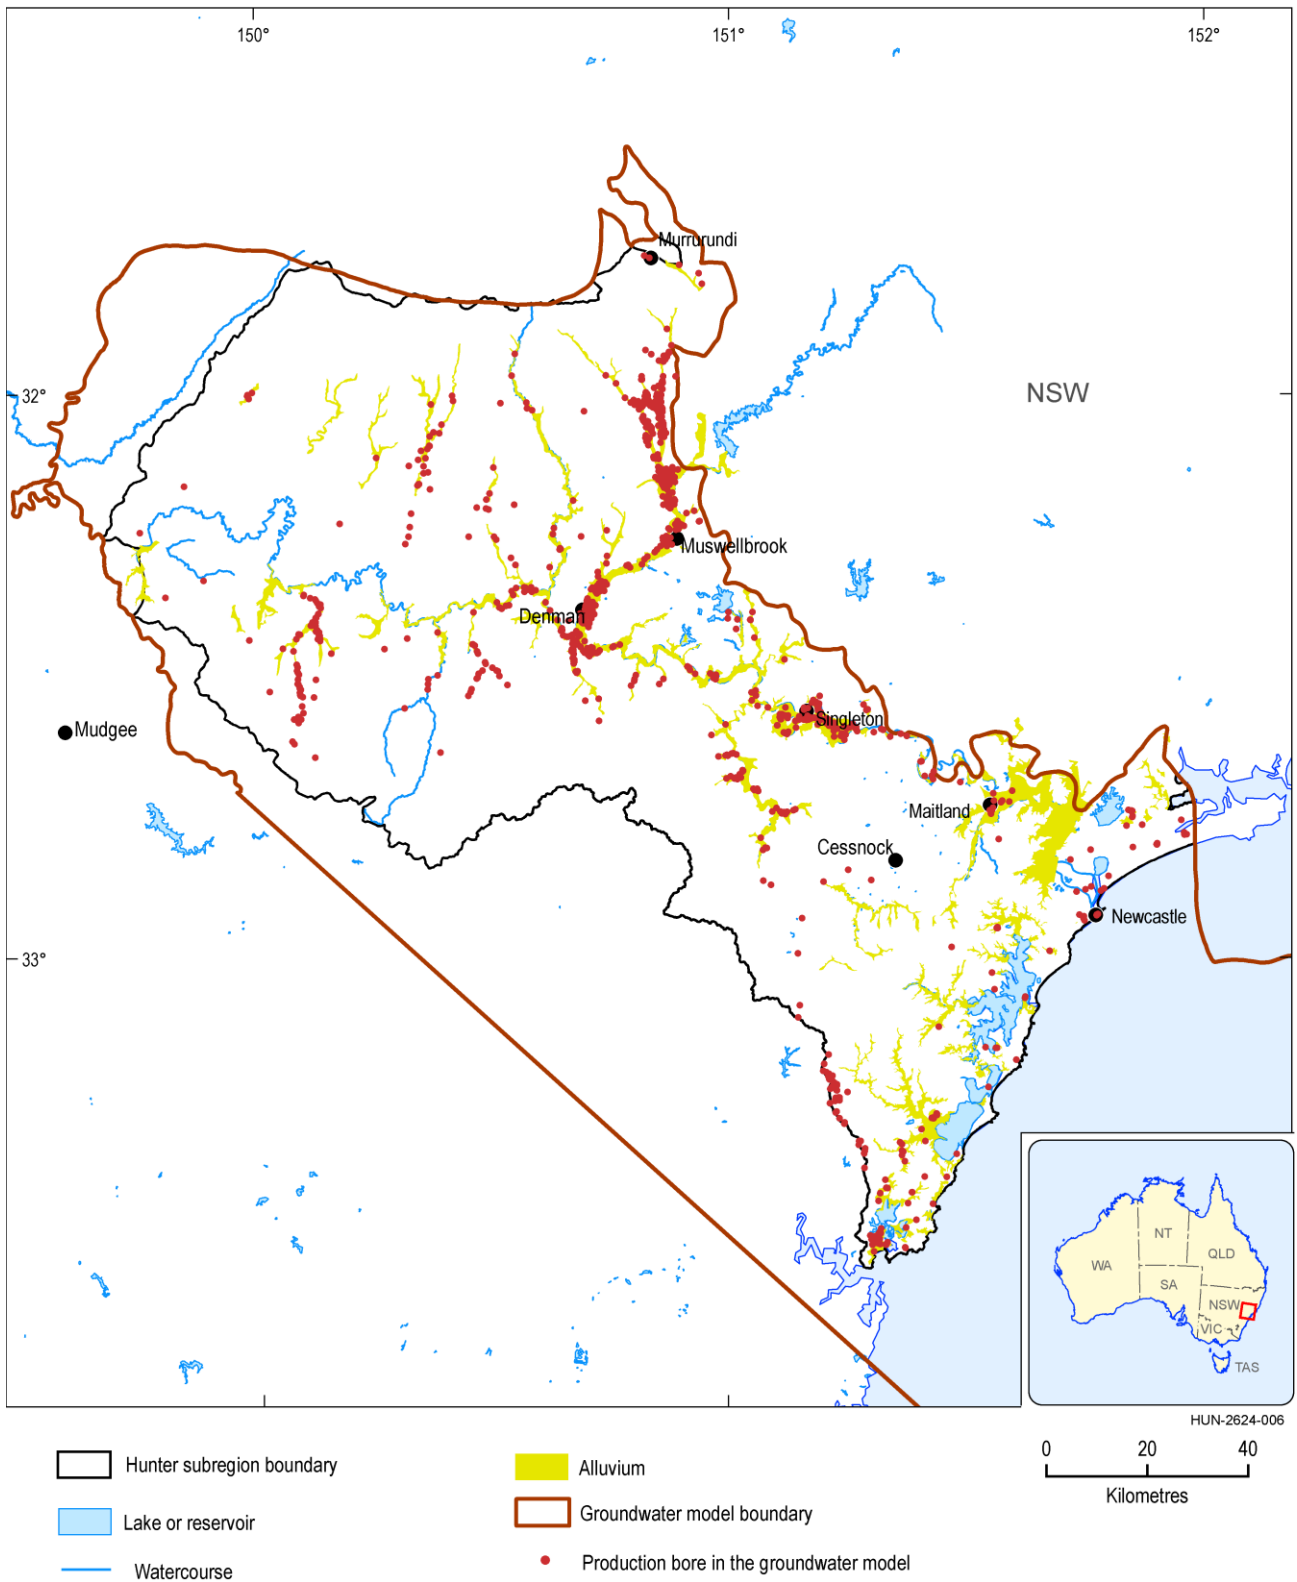 150°
151°
152°
Murrurundi
32°
NSW
Muswellbrook
Denman
Singleton
Mudgee
Maitland
Cessnock
Newcastle
33°
NT
WA
QLD
SA
NSW
VIC
TAS
HUN-2624-006
0 20 40
Kilometres
Hunter subregion boundary
Lake or reservoir
Watercourse
Alluvium
Groundwater model boundary
Production bore in the groundwater model